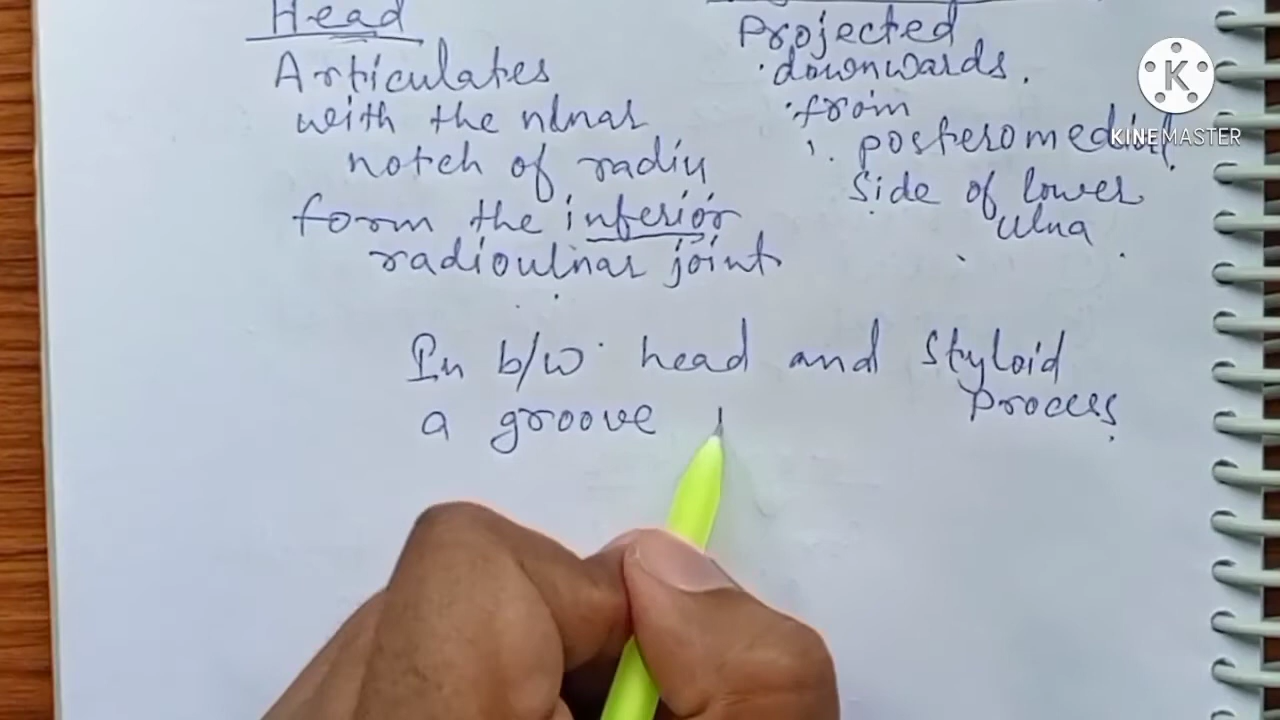 Head
Articulates
with the ulnar
notch of radiu
form the inferior
radioulnar joint
Projected
downwards.
from
posteromedial
side of lower
ulna
In b/w head and Styloid
Process
a groove
K
KINEMASTER